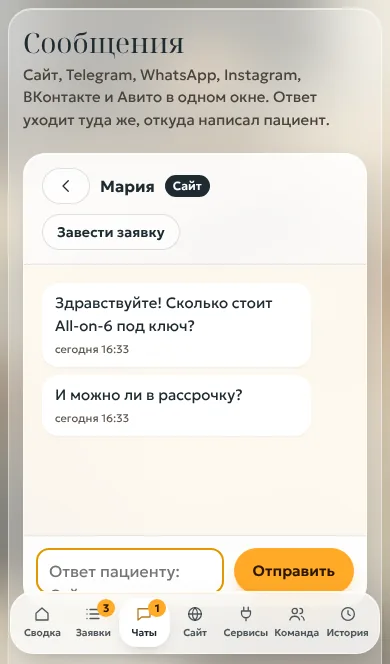 Сообщения
Сайт, Telegram, WhatsApp, Instagram,
ВКонтакте и Авито в одном окне. Ответ
уходит туда же, откуда написал пациент.
Мария Сайт
Завести заявку
Здравствуйте! Сколько стоит
All-on-6 под ключ?
сегодня 16:33
И можно ли в рассрочку?
сегодня 16:33
Ответ пациенту:
Отправить
3 1
Сводка Заявки Чаты Сайт Сервисы Команда История